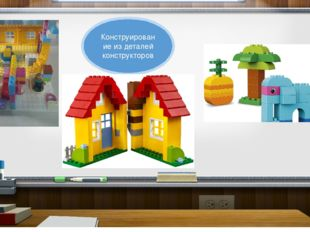 Конструирован
ие из деталей
конструкторов